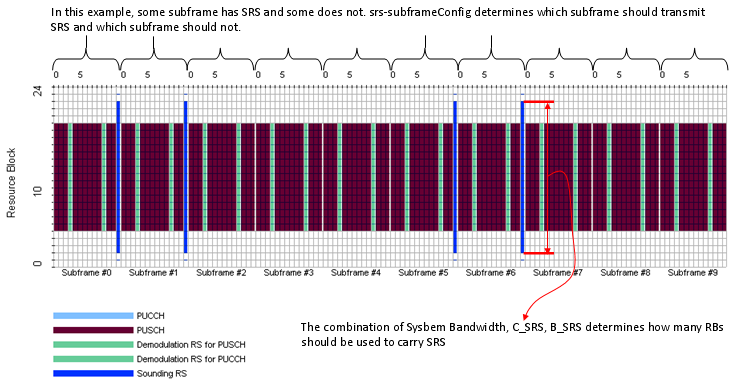 In this example, some subframe has SRS and some does not. srs-subframeConfig determines which subframe should transmit
SRS and which subframe should not.
0 5 0 5 0 5 0 5 0 5 0 5 0 5 0 5 0 5 0 5
24
10
0
Resource Block
Subframe #0 Subframe #1 Subframe #2 Subframe #3 Subframe #4 Subframe #5 Subframe #6 Subframe #7 Subframe #8 Subframe #9
PUCCH
PUSCH
Demodulation RS for PUSCH
Demodulation RS for PUCCH
Sounding RS
The combination of Sysbem Bandwidth, C_SRS, B_SRS determines how many RBs
should be used to carry SRS